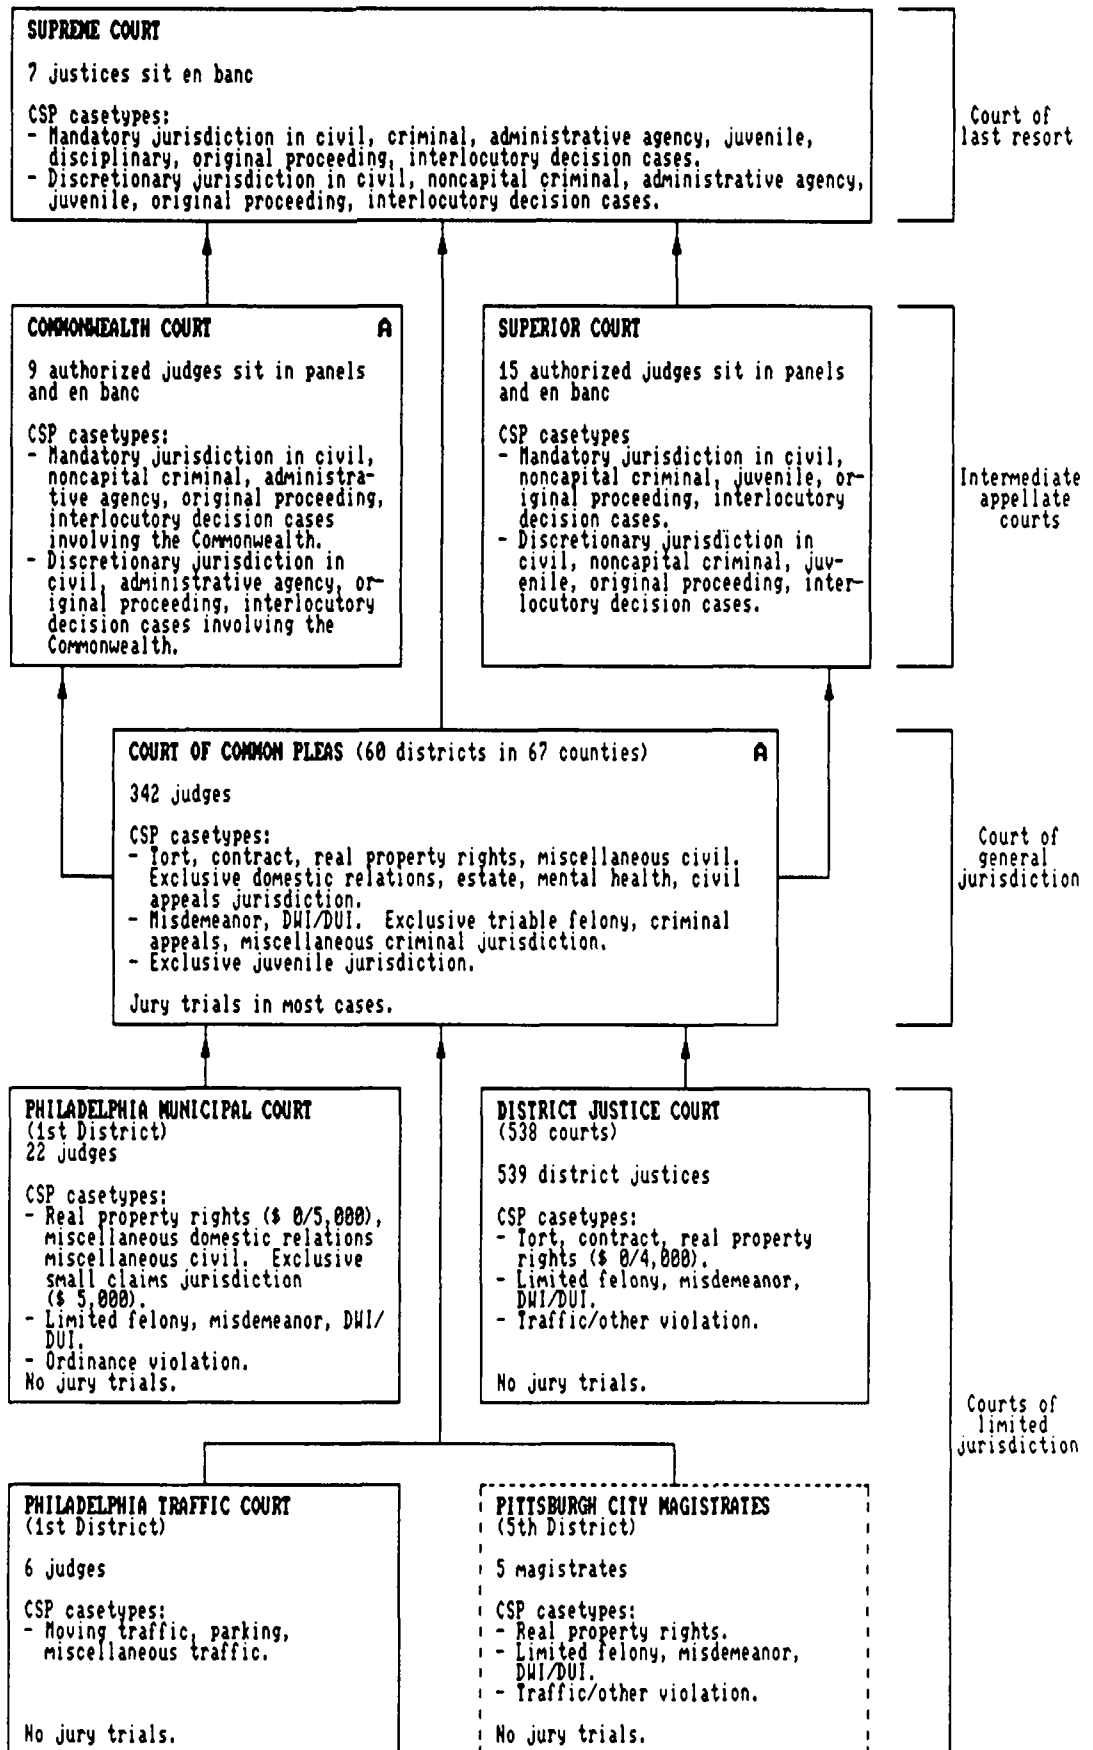 SUPREME COURT
7 justices sit en banc
CSP casetypes:
- Mandatory jurisdiction in civil, criminal, administrative agency, juvenile,
disciplinary, original proceeding, interlocutory decision cases.
- Discretionary jurisdiction in civil, noncapital criminal, administrative agency,
juvenile, original proceeding, interlocutory decision cases.
Court of
last resort
COMMONWEALTH COURT A
9 authorized judges sit in panels
and en banc
CSP casetypes:
- Mandatory jurisdiction in civil,
noncapital criminal, administra-
tive agency, original proceeding,
interlocutory decision cases
involving the Commonwealth.
- Discretionary jurisdiction in
civil, administrative agency, or-
iginal proceeding, interlocutory
decision cases involving the
Commonwealth.
SUPERIOR COURT
15 authorized judges sit in panels
and en banc
CSP casetypes
- Mandatory jurisdiction in civil,
noncapital criminal, juvenile, or-
iginal proceeding, interlocutory
decision cases.
- Discretionary jurisdiction in
civil, noncapital criminal, juv-
enile, original proceeding, inter-
locutory decision cases.
Intermediate
appellate
courts
COURT OF COMMON PLEAS (60 districts in 67 counties) A
342 judges
CSP casetypes:
- Tort, contract, real property rights, miscellaneous civil.
Exclusive domestic relations, estate, mental health, civil
appeals jurisdiction.
- Misdemeanor, DWI/DUI. Exclusive triable felony, criminal
appeals, miscellaneous criminal jurisdiction.
- Exclusive juvenile jurisdiction.
Jury trials in most cases.
Court of
general
jurisdiction
PHILADELPHIA MUNICIPAL COURT
(1st District)
22 judges
CSP casetypes:
- Real property rights ($ 0/5,000),
miscellaneous domestic relations
miscellaneous civil. Exclusive
small claims jurisdiction
($ 5,000).
- Limited felony, misdemeanor, DWI/
DUI.
- Ordinance violation.
No jury trials.
DISTRICT JUSTICE COURT
(538 courts)
539 district justices
CSP casetypes:
- Tort, contract, real property
rights ($ 0/4,000).
- Limited felony, misdemeanor,
DWI/DUI.
- Traffic/other violation.
No jury trials.
Courts of
limited
jurisdiction
PHILADELPHIA TRAFFIC COURT
(1st District)
6 judges
CSP casetypes:
- Moving traffic, parking,
miscellaneous traffic.
No jury trials.
PITTSBURGH CITY MAGISTRATES
(5th District)
5 magistrates
CSP casetypes:
- Real property rights.
- Limited felony, misdemeanor,
DWI/DUI.
- Traffic/other violation.
No jury trials.